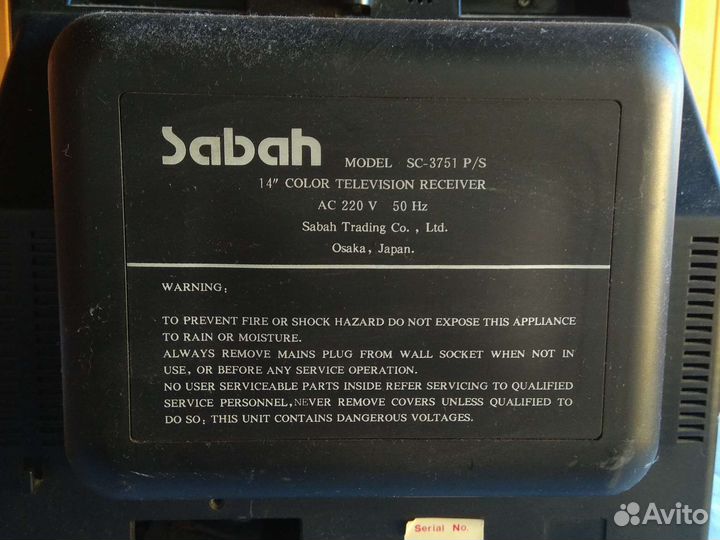 Sabah MODEL SC-3751 P/S
14" COLOR TELEVISION RECEIVER
AC 220 V 50 Hz
Sabah Trading Co., Ltd.
Osaka, Japan.
WARNING;
TO PREVENT FIRE OR SHOCK HAZARD DO NOT EXPOSE THIS APPLIANCE
TO RAIN OR MOISTURE.
ALWAYS REMOVE MAINS PLUG FROM WALL SOCKET WHEN NOT IN
USE, OR BEFORE ANY SERVICE OPERATION.
NO USER SERVICEABLE PARTS INSIDE REFER SERVICING TO QUALIFIED
SERVICE PERSONNEL, NEVER REMOVE COVERS UNLESS QUALIFIED TO
DO SO; THIS UNIT CONTAINS DANGEROUS VOLTAGES.
Serial No.
Avito